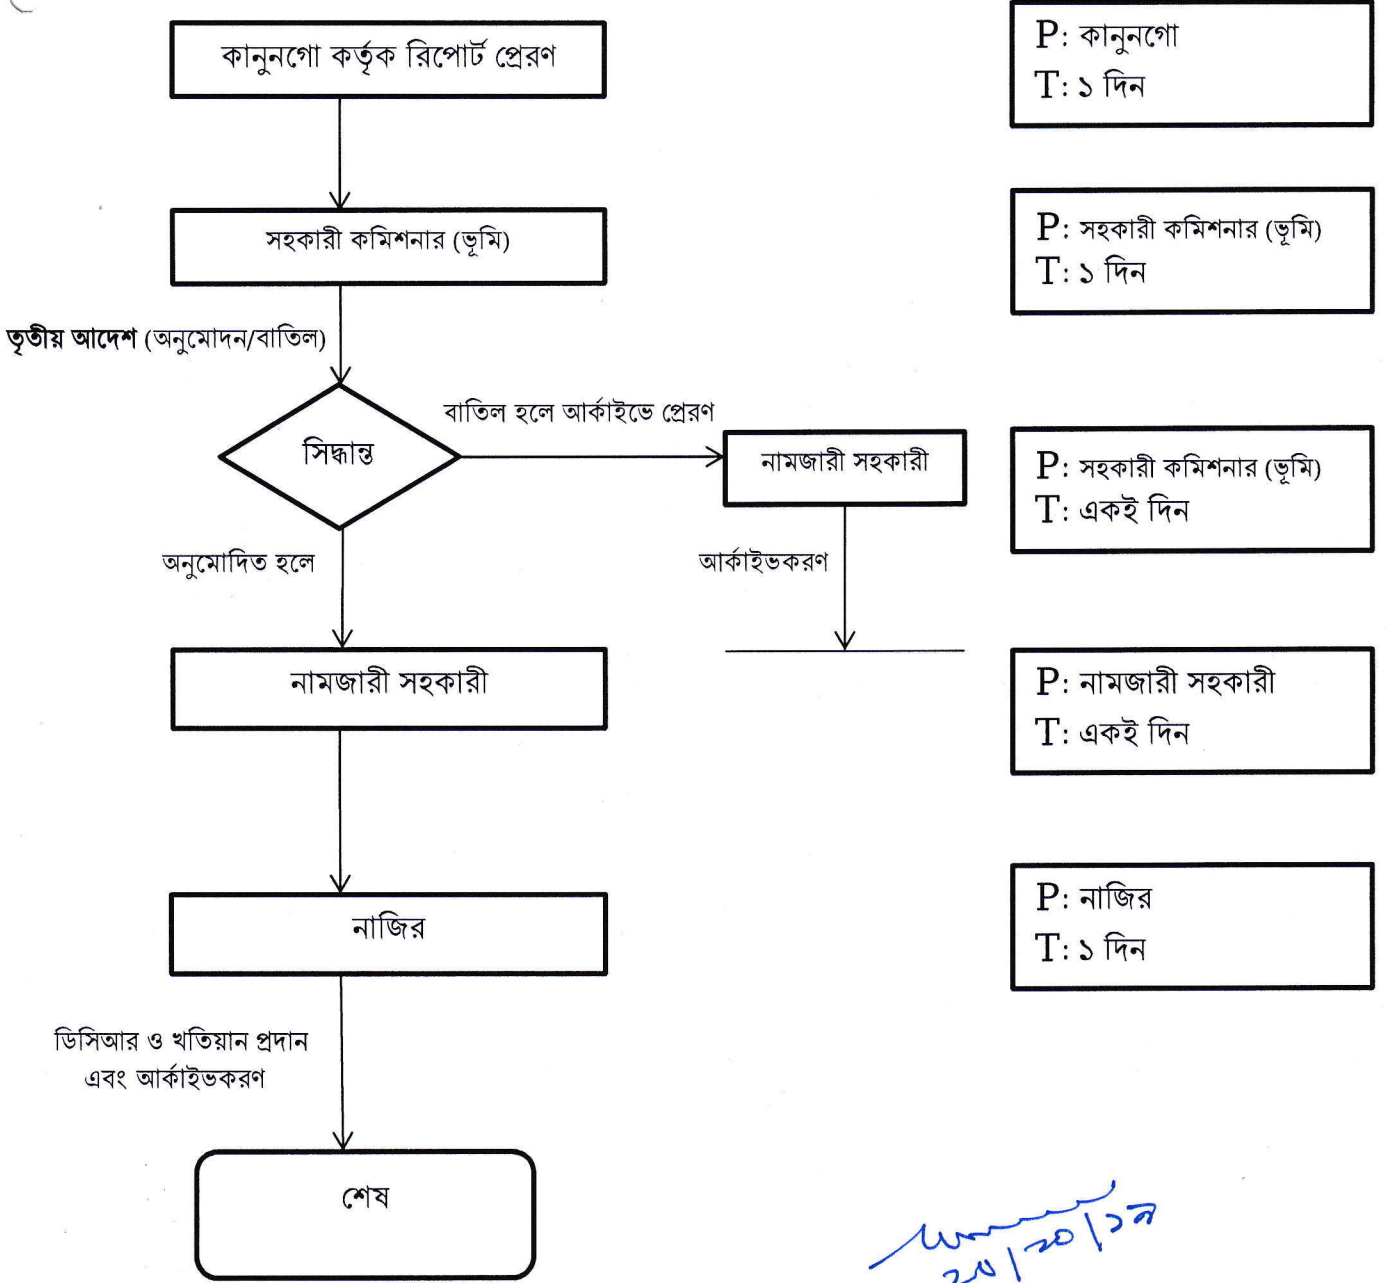 কানুনগো কর্তৃক রিপোর্ট প্রেরণ
P: কানুনগো
T: ১ দিন
সহকারী কমিশনার (ভূমি)
P: সহকারী কমিশনার (ভূমি)
T: ১ দিন
তৃতীয় আদেশ (অনুমোদন/বাতিল)
সিদ্ধান্ত
বাতিল হলে আর্কাইভে প্রেরণ
নামজারী সহকারী
P: সহকারী কমিশনার (ভূমি)
T: একই দিন
অনুমোদিত হলে
আর্কাইভকরণ
নামজারী সহকারী
P: নামজারী সহকারী
T: একই দিন
নাজির
P: নাজির
T: ১ দিন
ডিসিআর ও খতিয়ান প্রদান
এবং আর্কাইভকরণ
শেষ